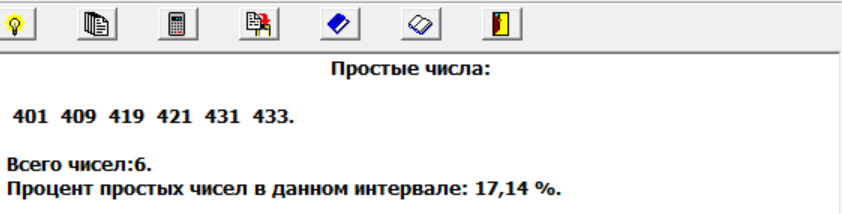 Простые числа:
401 409 419 421 431 433.
Всего чисел:6.
Процент простых чисел в данном интервале: 17,14 %.